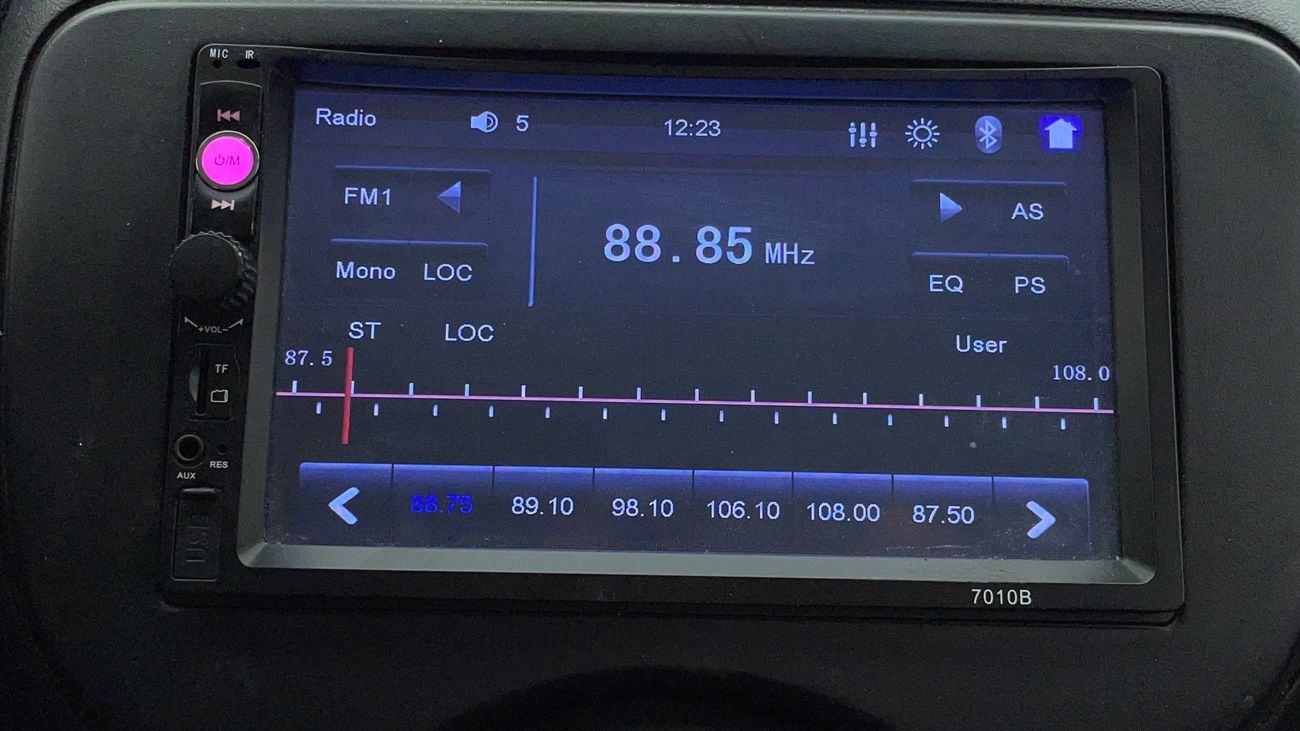 MIC IR
Radio 5 12:23
⏻/M
FM1 AS
88.85 MHz
Mono LOC EQ PS
+VOL-
ST LOC User
87.5 108.0
TF
88.75 89.10 98.10 106.10 108.00 87.50
AUX RES
USB
7010B